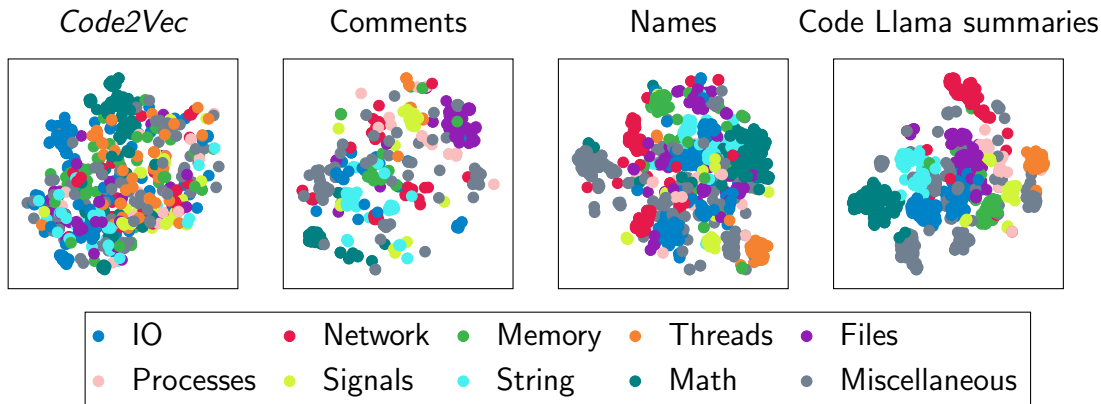 Code2Vec Comments Names Code Llama summaries
IO Network Memory Threads Files
Processes Signals String Math Miscellaneous